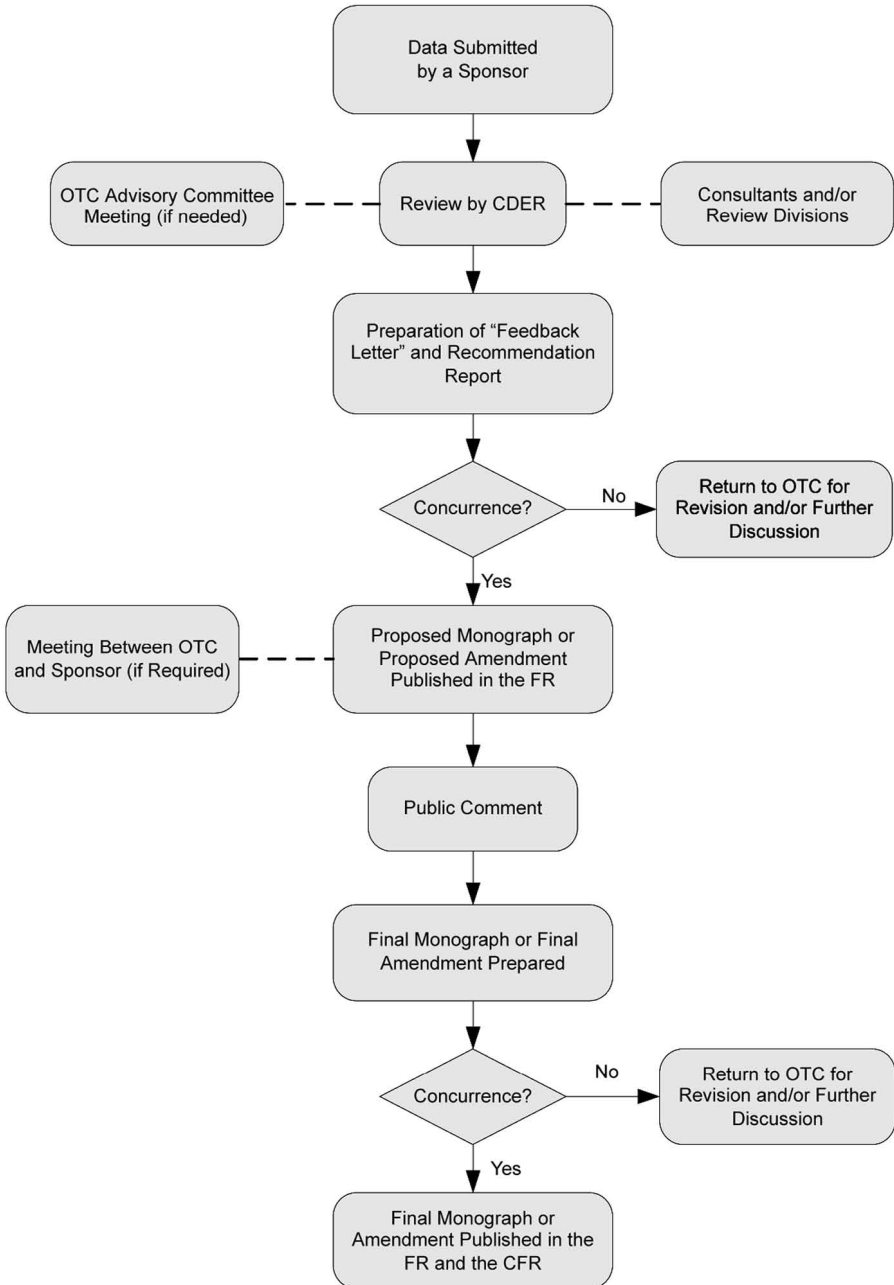 Data Submitted
by a Sponsor
OTC Advisory Committee
Meeting (if needed)
Review by CDER
Consultants and/or
Review Divisions
Preparation of “Feedback
Letter” and Recommendation
Report
Concurrence?
No
Return to OTC for
Revision and/or Further
Discussion
Yes
Meeting Between OTC
and Sponsor (if Required)
Proposed Monograph or
Proposed Amendment
Published in the FR
Public Comment
Final Monograph or Final
Amendment Prepared
Concurrence?
No
Return to OTC for
Revision and/or Further
Discussion
Yes
Final Monograph or
Amendment Published in the
FR and the CFR